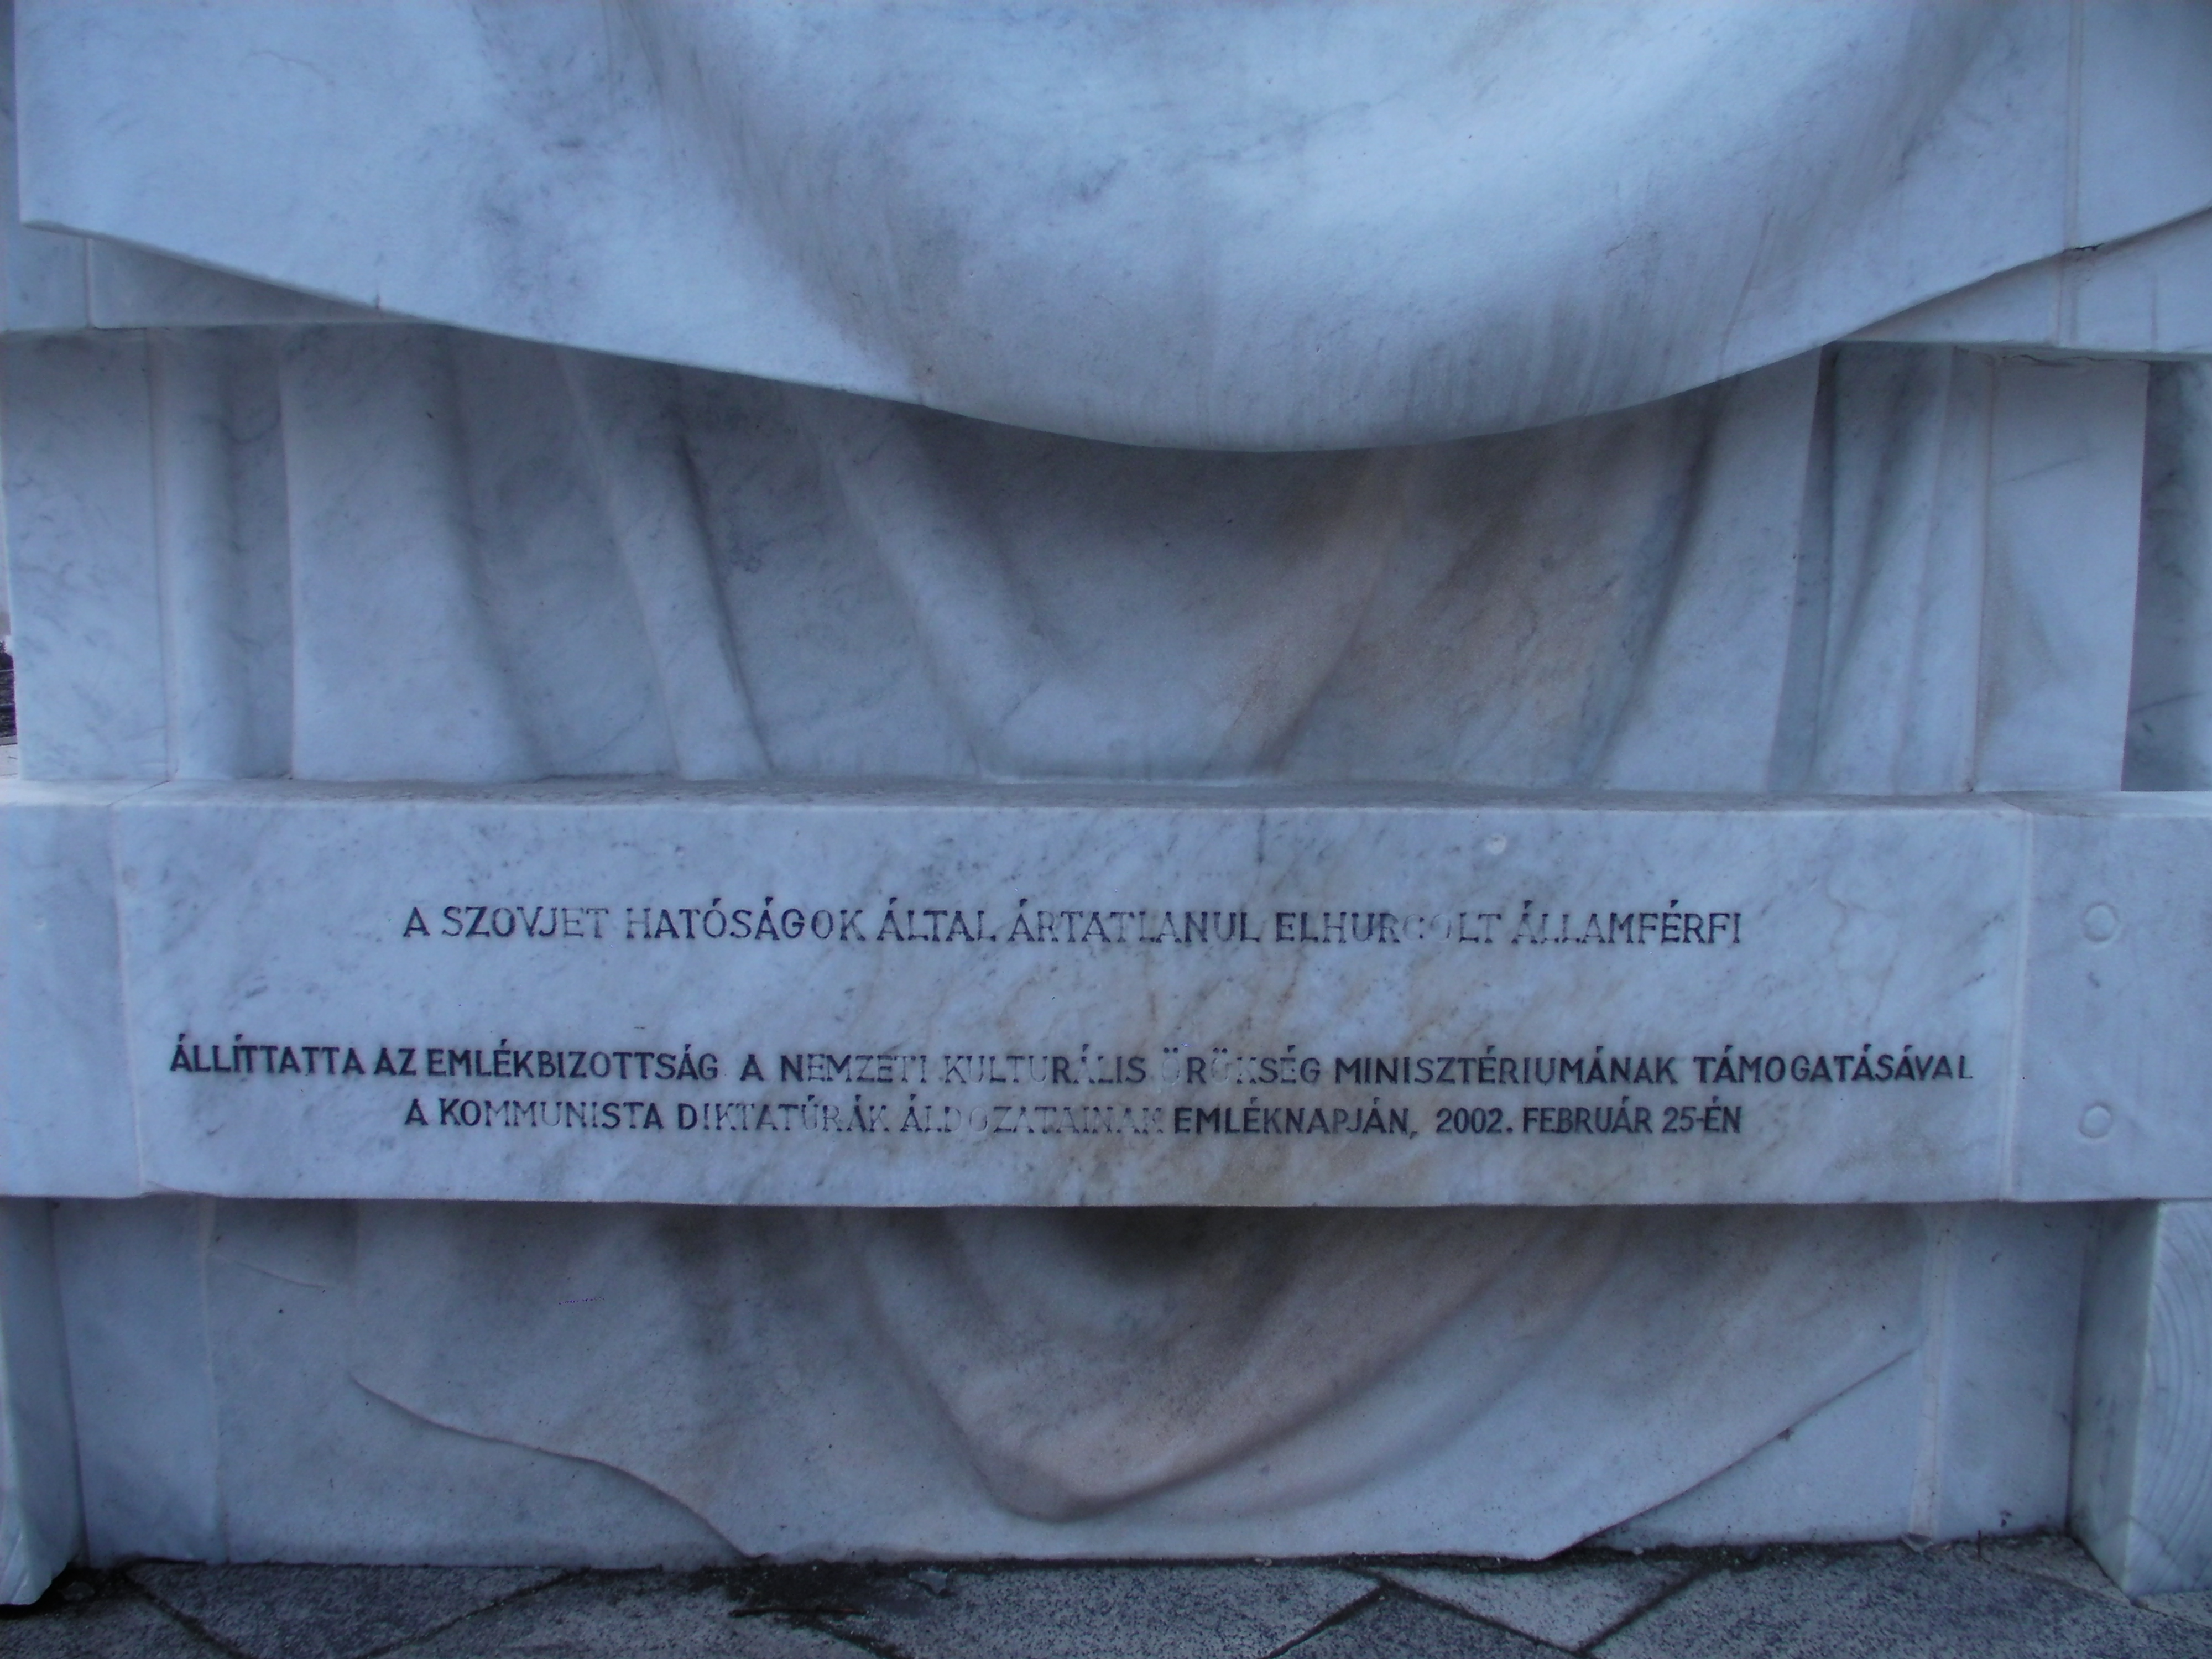 A SZOVJET HATÓSÁGOK ÁLTAL ÁRTATLANUL ELHURCOLT ÁLLAMFÉRFI
ÁLLÍTTATTA AZ EMLÉKBIZOTTSÁG A NEMZETI KULTURÁLIS ÖRÖKSÉG MINISZTÉRIUMÁNAK TÁMOGATÁSÁVAL
A KOMMUNISTA DIKTATÚRÁK ÁLDOZATAINAK EMLÉKNAPJÁN, 2002. FEBRUÁR 25-ÉN